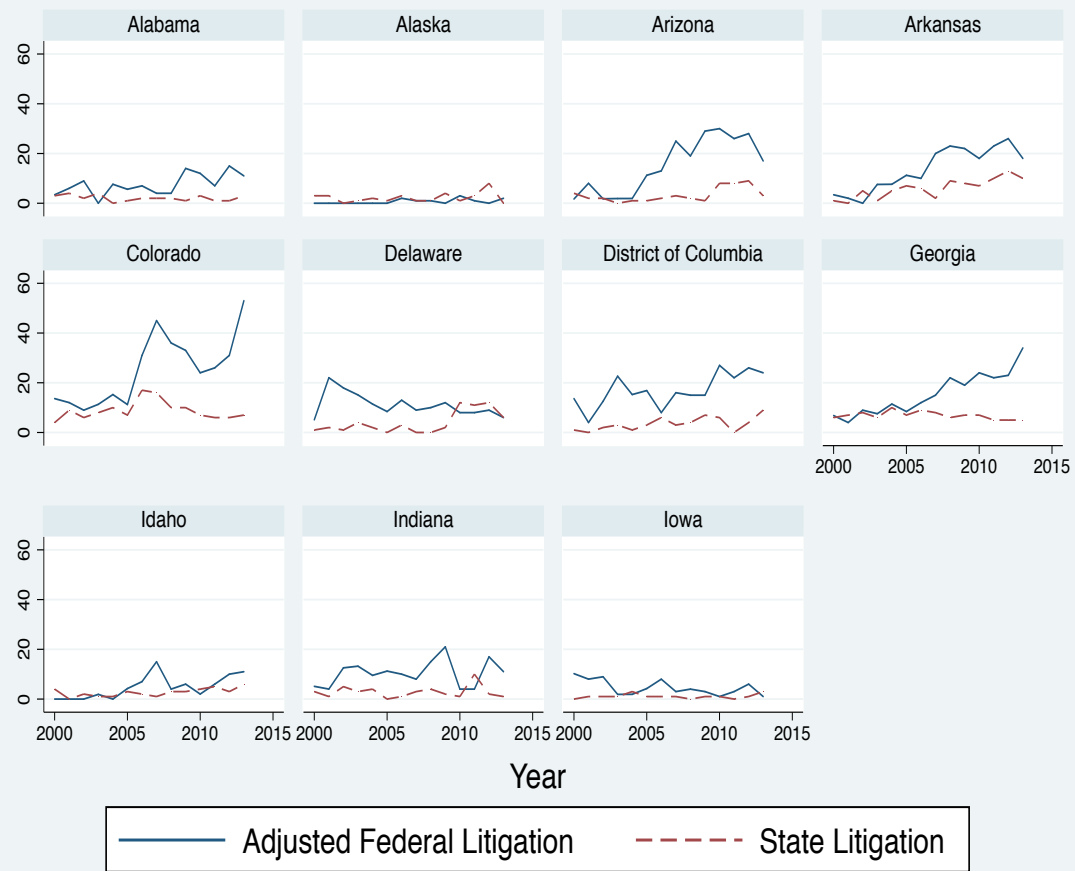 Alabama Alaska Arizona Arkansas
60
40
20
0
Colorado Delaware District of Columbia Georgia
60
40
20
0
2000 2005 2010 2015
Idaho Indiana Iowa
60
40
20
0
2000 2005 2010 2015 2000 2005 2010 2015 2000 2005 2010 2015
Year
Adjusted Federal Litigation State Litigation